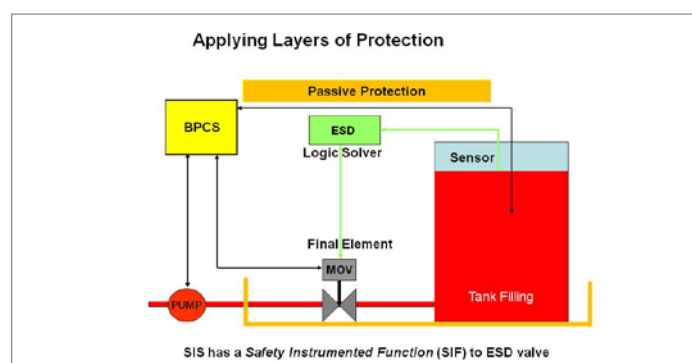 Applying Layers of Protection
Passive Protection
BPCS
ESD
Logic Solver
Sensor
Final Element
MOV
PUMP
Tank Filling
SIS has a Safety Instrumented Function (SIF) to ESD valve